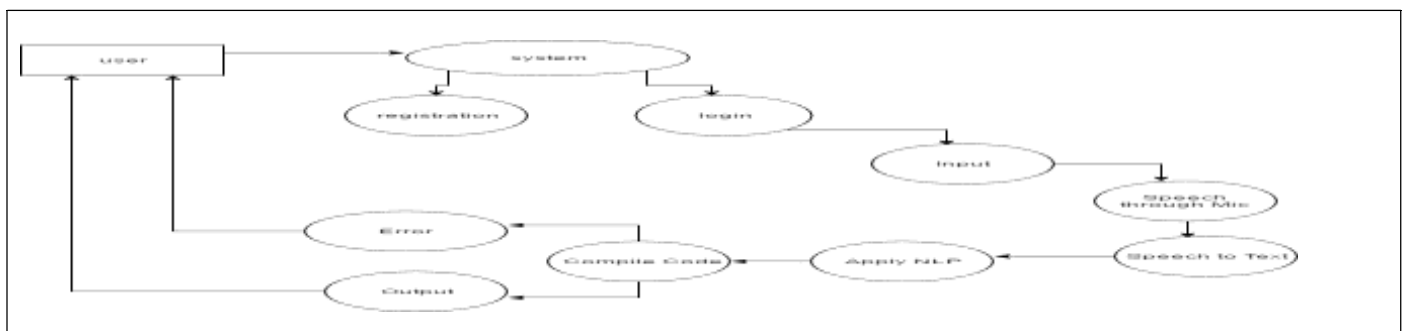 user
system
registration
login
Input
Speech
through Mic
Speech to Text
Apply NLP
Compile Code
Error
Output